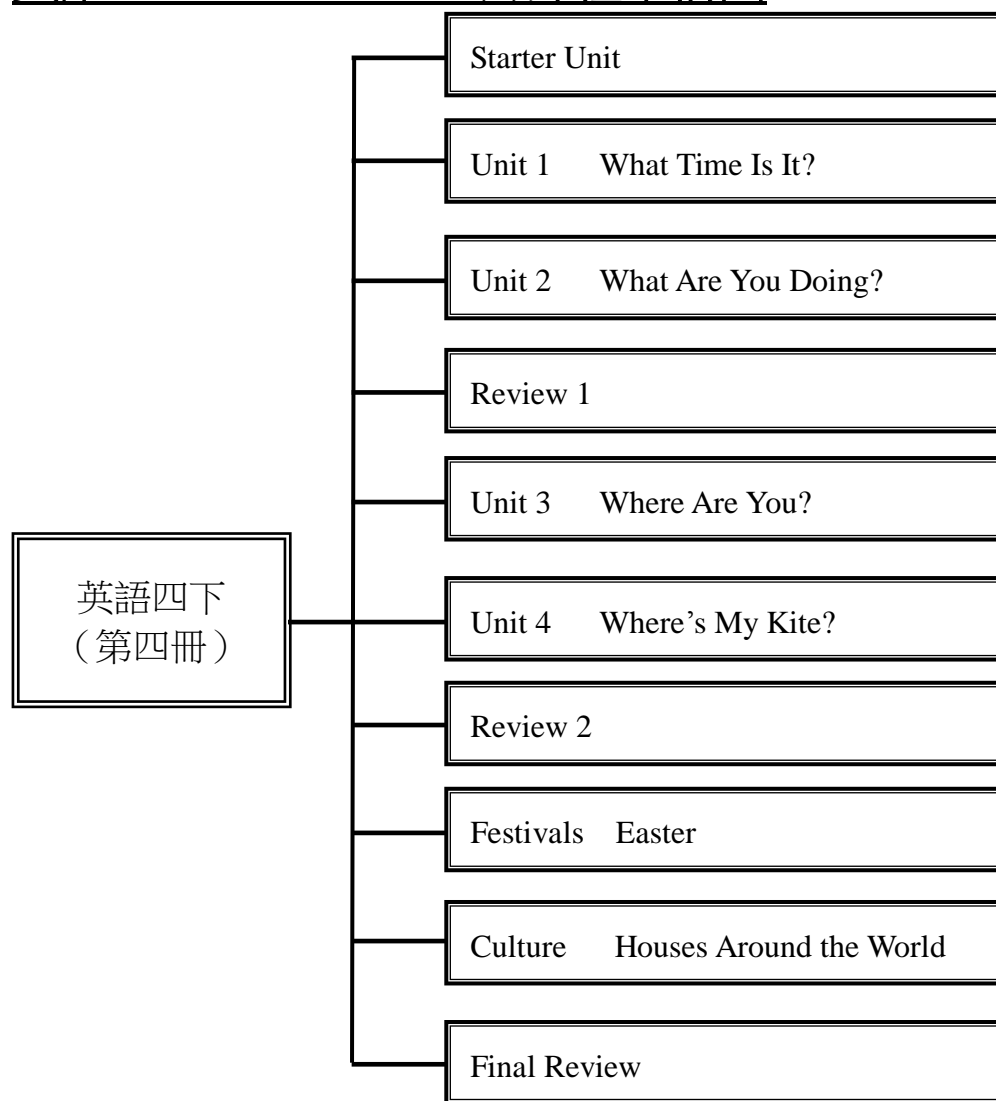 Starter Unit
Unit 1 What Time Is It?
Unit 2 What Are You Doing?
Review 1
Unit 3 Where Are You?
英語四下
（第四冊）
Unit 4 Where’s My Kite?
Review 2
Festivals Easter
Culture Houses Around the World
Final Review